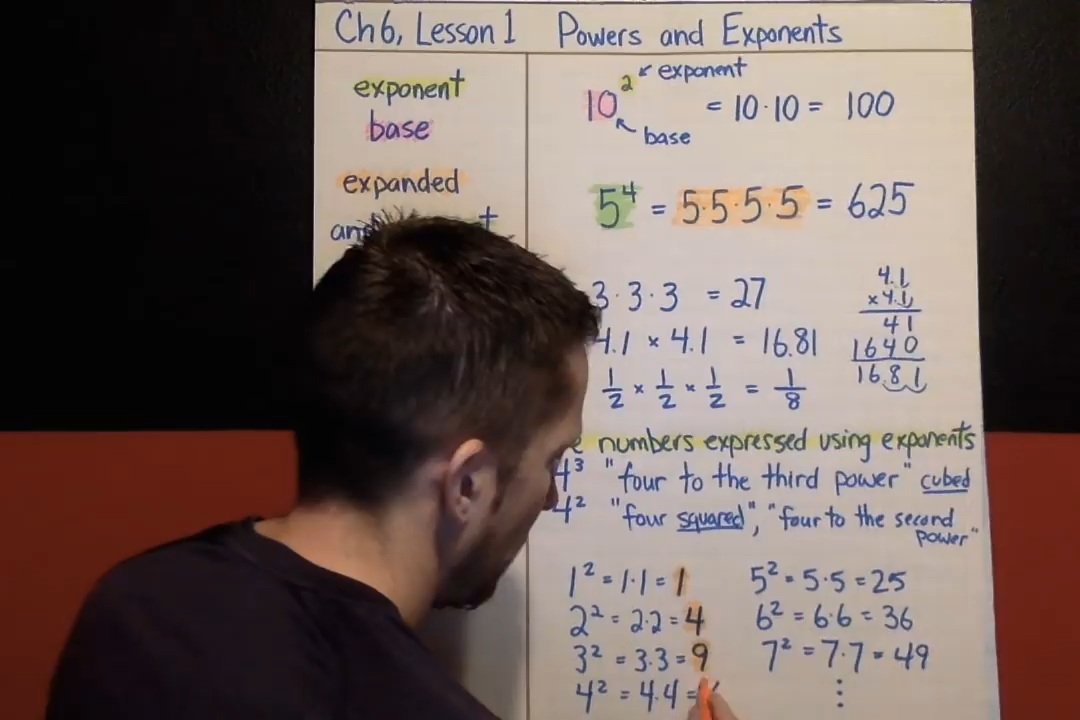 Ch 6, Lesson 1 Powers and Exponents
exponent
base
expanded
10² exponent = 10·10 = 100
base
5⁴ = 5·5·5·5 = 625
3·3·3 = 27
4.1 × 4.1 = 16.81
1/2 × 1/2 × 1/2 = 1/8
4.1
×4.1
41
1640
16.81
numbers expressed using exponents
4³ "four to the third power" cubed
4² "four squared", "four to the second power"
1² = 1·1 = 1
2² = 2·2 = 4
3² = 3·3 = 9
4² = 4·4 =
5² = 5·5 = 25
6² = 6·6 = 36
7² = 7·7 = 49
⋮